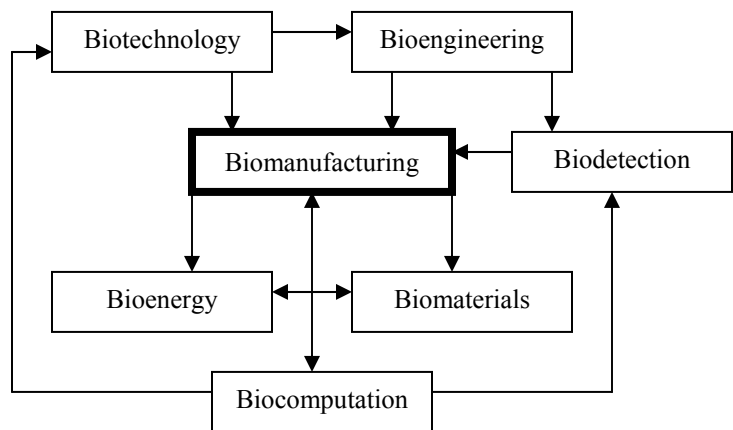 Biotechnology
Bioengineering
Biomanufacturing
Biodetection
Bioenergy
Biomaterials
Biocomputation